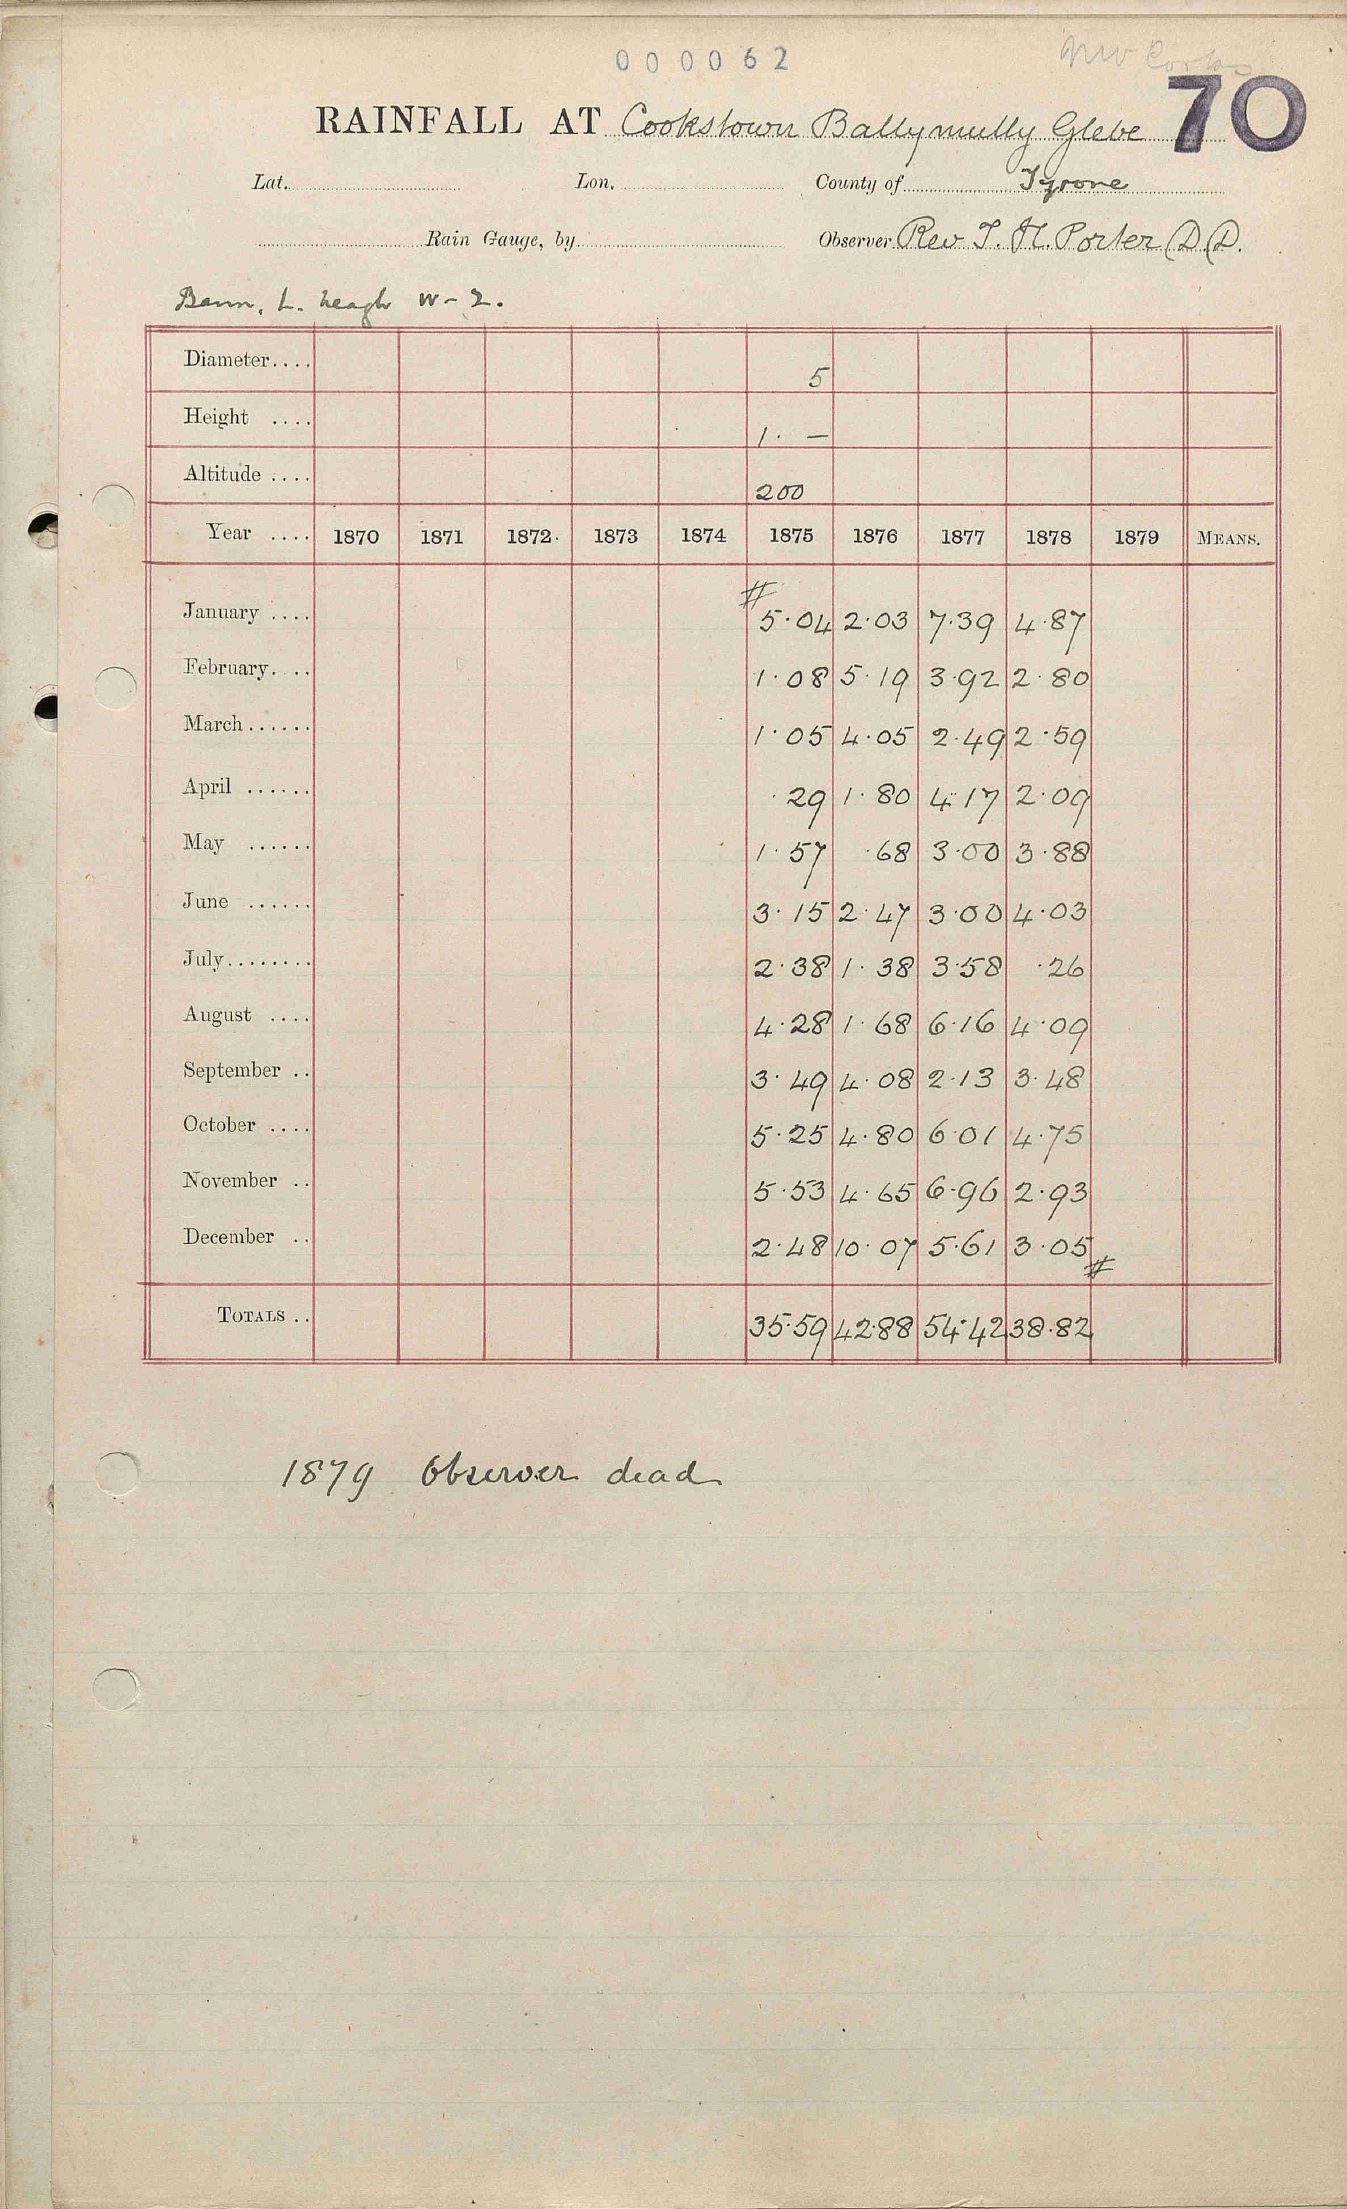 000062
70
RAINFALL AT Cookstown Ballymully Glebe
Lat. Lon. County of Tyrone
Rain Gauge, by Observer Rev T. H. Porter D.D.
Bann, L. Neagh W-2.
Diameter.... 5
Height .... 1. —
Altitude .... 200
Year .... 1870 1871 1872 1873 1874 1875 1876 1877 1878 1879 MEANS.
#
January .... 5.04 2.03 7.39 4.87
February.... 1.08 5.19 3.92 2.80
March...... 1.05 4.05 2.49 2.59
April ...... .29 1.80 4.17 2.09
May ...... 1.57 .68 3.00 3.88
June ...... 3.15 2.47 3.00 4.03
July........ 2.38 1.38 3.58 .26
August .... 4.28 1.68 6.16 4.09
September .. 3.49 4.08 2.13 3.48
October .... 5.25 4.80 6.01 4.75
November .. 5.53 4.65 6.96 2.93
December .. 2.48 10.07 5.61 3.05
#
TOTALS .. 35.59 42.88 54.42 38.82
1879 Observer dead